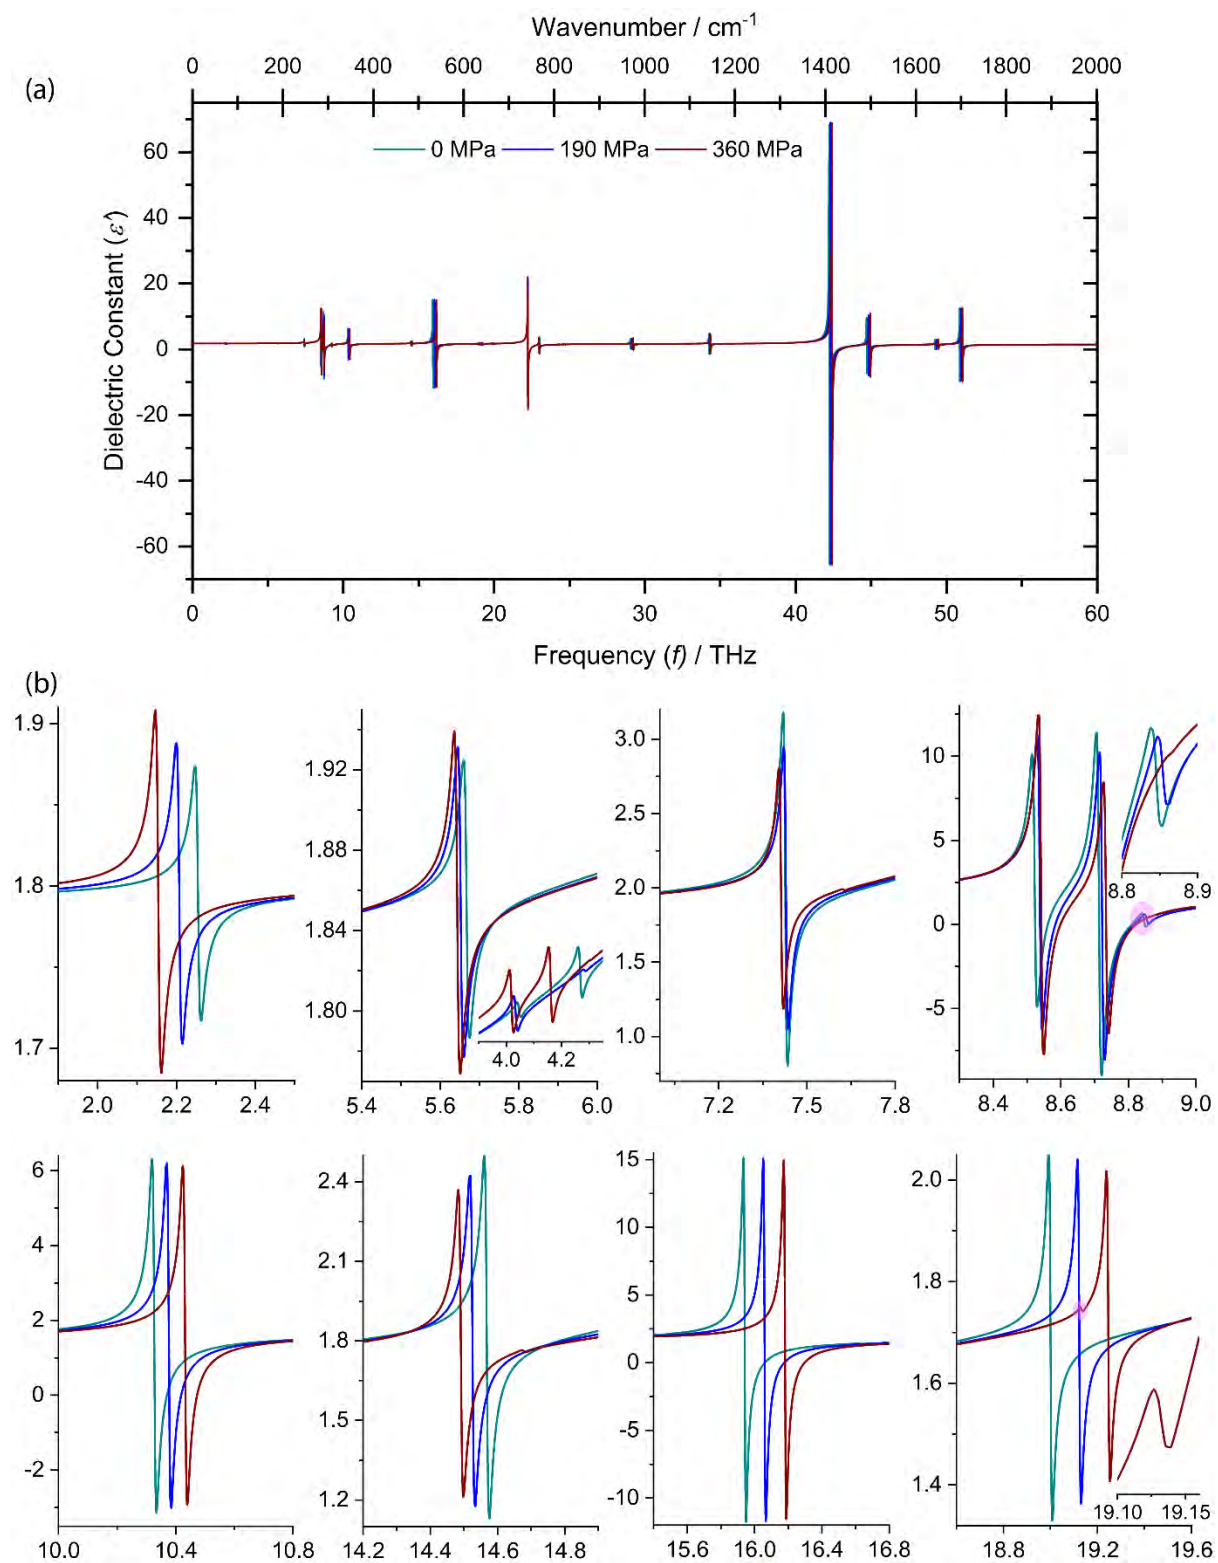 Wavenumber / cm⁻¹
0 200 400 600 800 1000 1200 1400 1600 1800 2000
(a)
0 MPa 190 MPa 360 MPa
60
40
20
0
-20
-40
-60
Dielectric Constant (ε')
0 10 20 30 40 50 60
Frequency (f) / THz
(b)
1.9
1.8
1.7
2.0 2.2 2.4
1.92
1.88
1.84
1.80
4.0 4.2
5.4 5.6 5.8 6.0
3.0
2.5
2.0
1.5
1.0
7.2 7.5 7.8
10
5
0
-5
8.8 8.9
8.4 8.6 8.8 9.0
6
4
2
0
-2
10.0 10.4 10.8
2.4
2.1
1.8
1.5
1.2
14.2 14.4 14.6 14.8
15
10
5
0
-5
-10
15.6 16.0 16.4 16.8
2.0
1.8
1.6
1.4
19.10 19.15
18.8 19.0 19.2 19.4 19.6